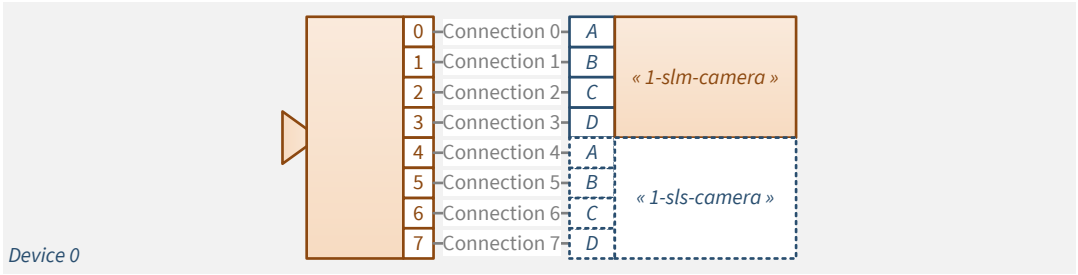 0 Connection 0 A
1 Connection 1 B
2 Connection 2 C
3 Connection 3 D
« 1-slm-camera »
4 Connection 4 A
5 Connection 5 B
6 Connection 6 C
7 Connection 7 D
« 1-sls-camera »
Device 0